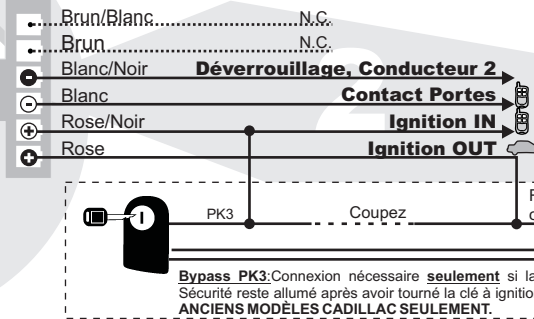 Brun/Blanc N.C.
Brun N.C.
Blanc/Noir Déverrouillage, Conducteur 2
Blanc Contact Portes
Rose/Noir Ignition IN
Rose Ignition OUT
PK3 Coupez
Bypass PK3:Connexion nécessaire seulement si la
Sécurité reste allumé après avoir tourné la clé à ignitio
ANCIENS MODÈLES CADILLAC SEULEMENT.